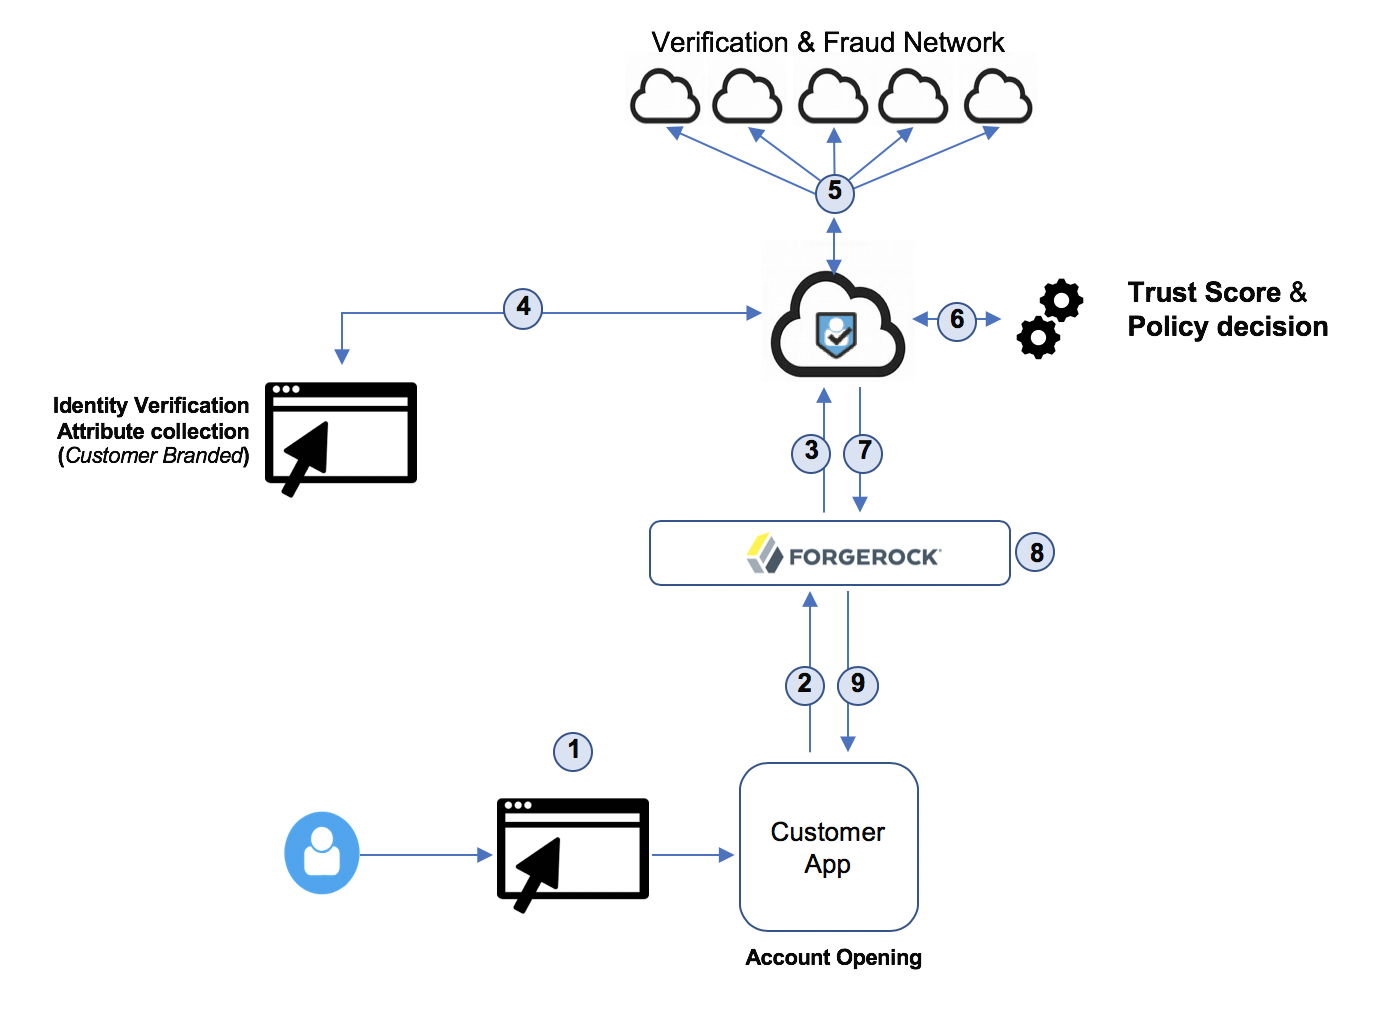 Verification & Fraud Network
5
4
6
Trust Score &
Policy decision
Identity Verification
Attribute collection
(Customer Branded)
3
7
FORGEROCK
8
2
9
1
Customer
App
Account Opening